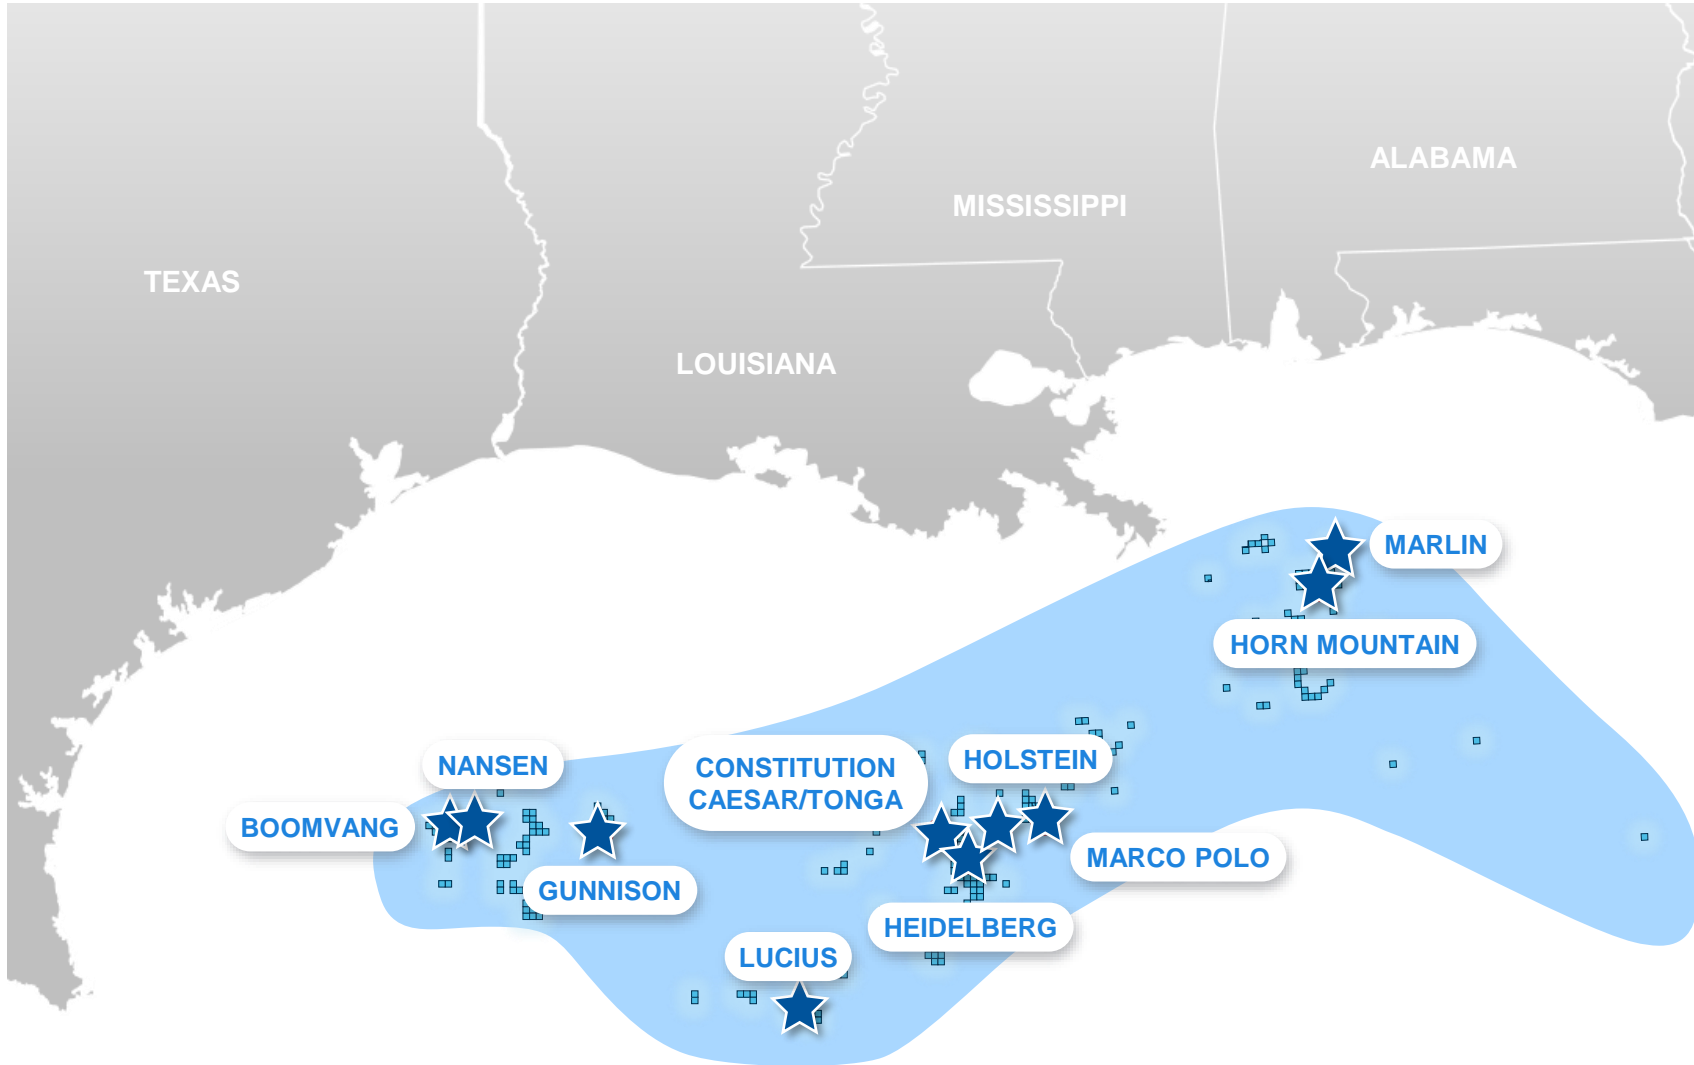 ALABAMA
MISSISSIPPI
TEXAS
LOUISIANA
MARLIN
HORN MOUNTAIN
NANSEN
CONSTITUTION
CAESAR/TONGA
HOLSTEIN
BOOMVANG
MARCO POLO
GUNNISON
HEIDELBERG
LUCIUS